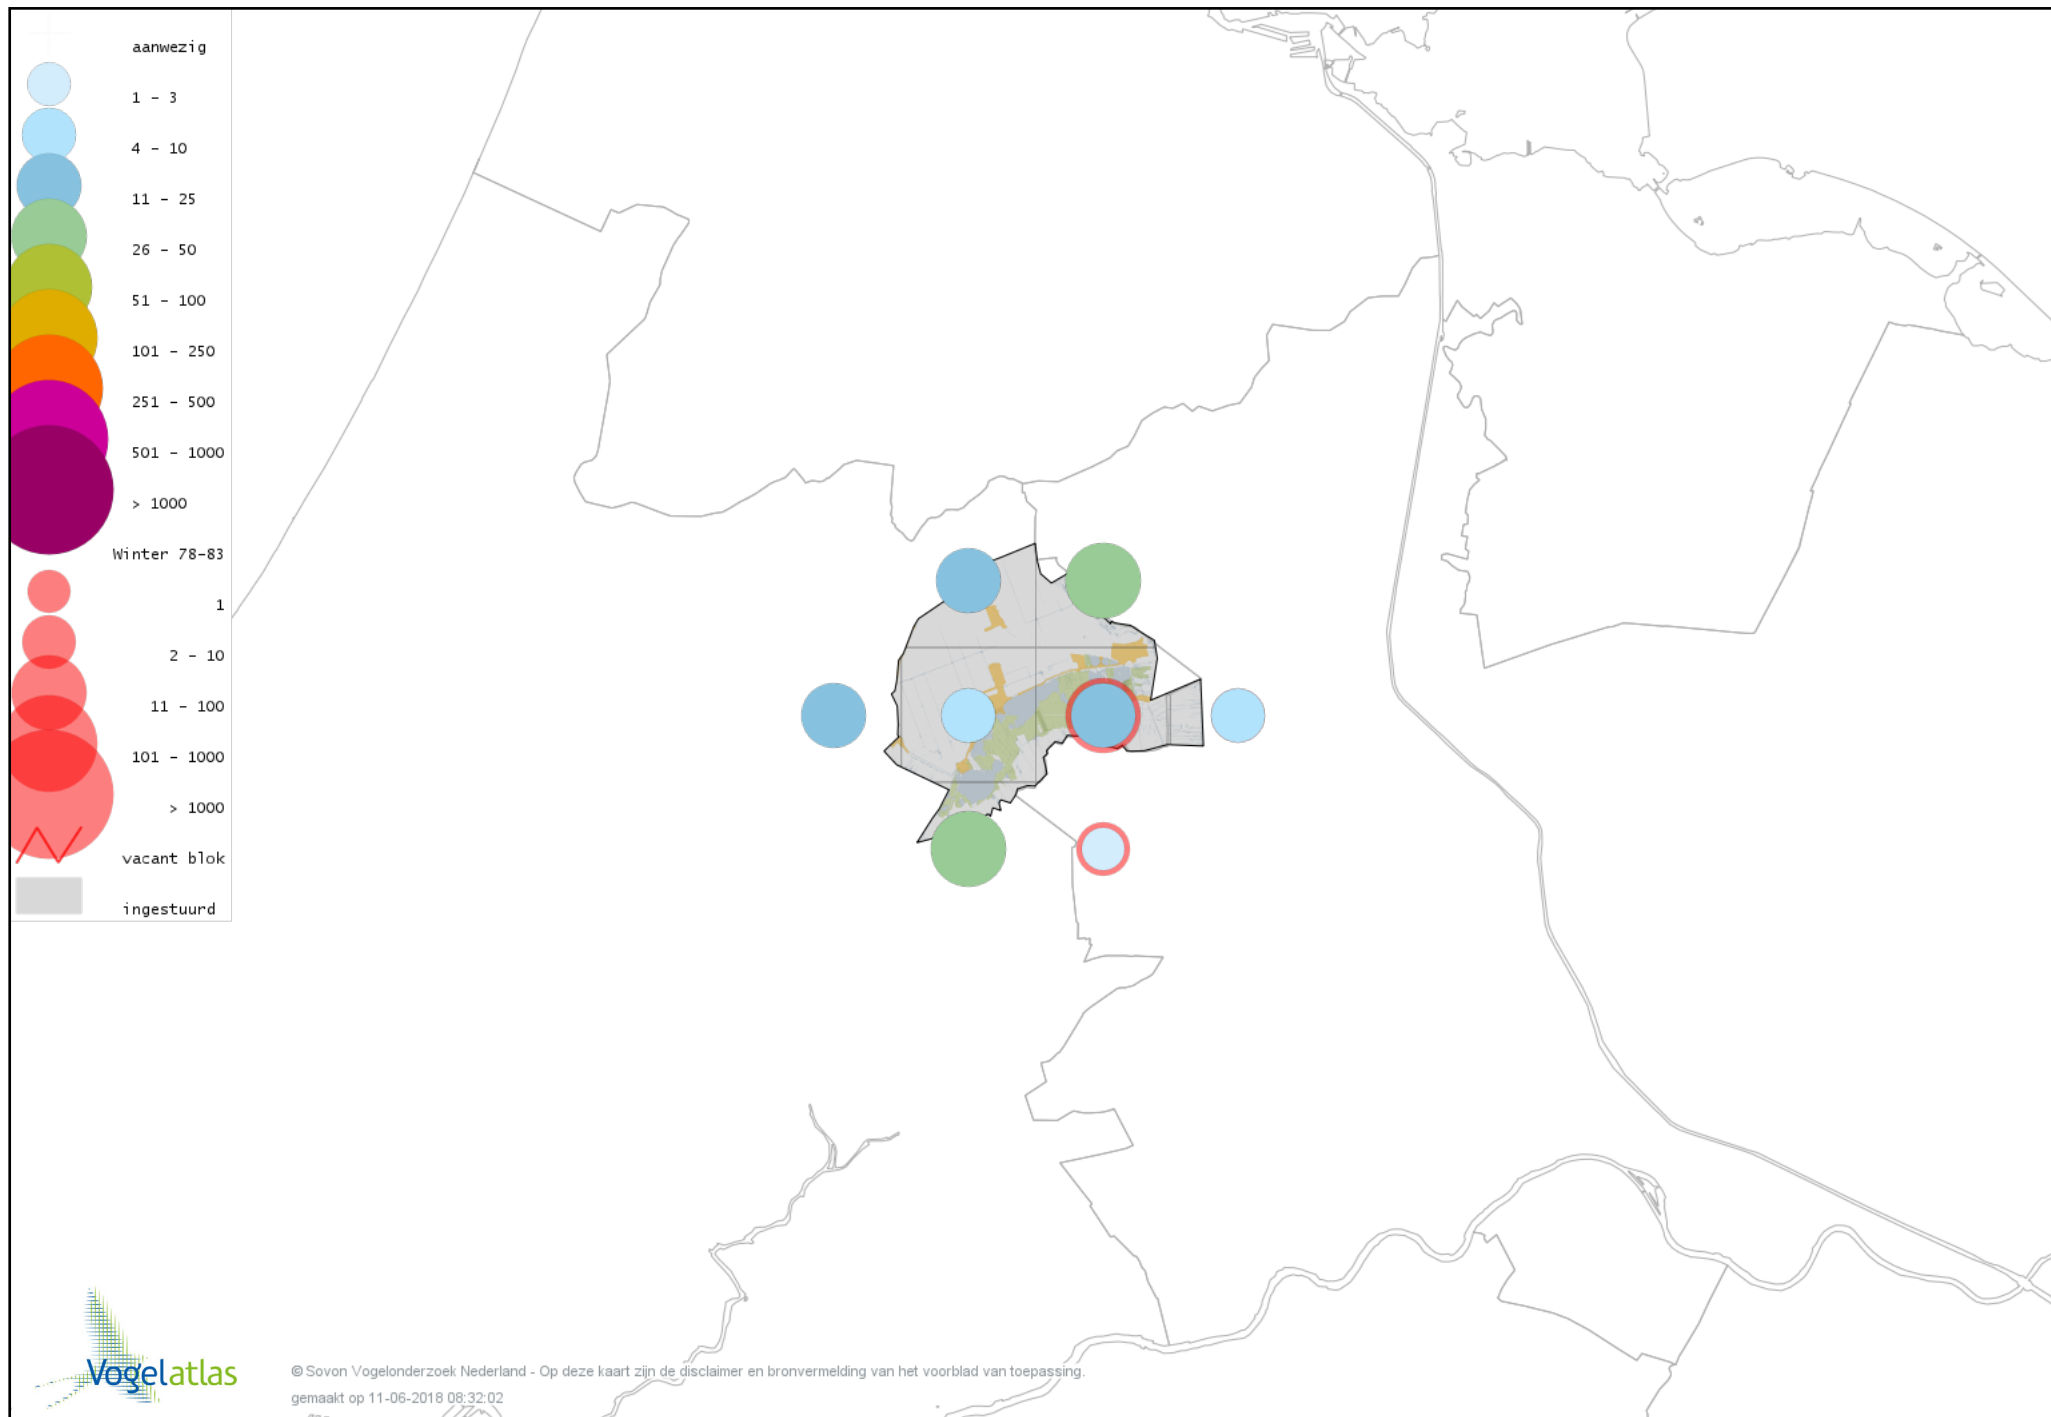 aanwezig
1 - 3
4 - 10
11 - 25
26 - 50
51 - 100
101 - 250
251 - 500
501 - 1000
> 1000
Winter 78-83
1
2 - 10
11 - 100
101 - 1000
> 1000
vacant blok
ingestuurd
Vogelatlas
© Sovon Vogelonderzoek Nederland - Op deze kaart zijn de disclaimer en bronvermelding van het voorblad van toepassing.
gemaakt op 11-06-2018 08:32:02